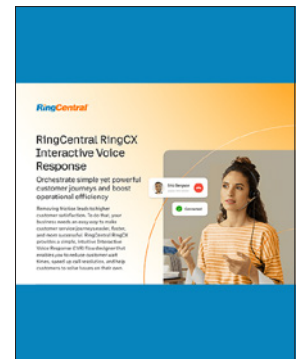 RingCentral
RingCentral RingCX
Interactive Voice
Response
Orchestrate simple yet powerful
customer journeys and boost
operational efficiency
Removing friction leads to higher
customer satisfaction. To do that, your
business needs an easy way to make
customer service journeys easier, faster,
and more successful. RingCentral RingCX
provides a simple, intuitive Interactive
Voice Response (IVR) flow designer that
enables you to reduce customer wait
times, speed up call resolution, and help
customers to solve issues on their own.
Connected